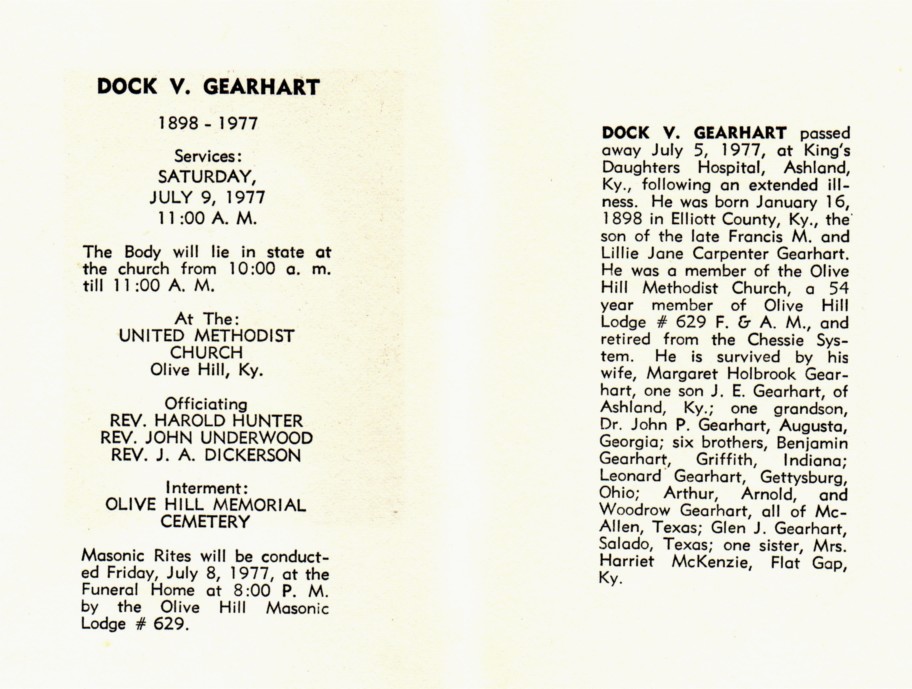 DOCK V. GEARHART
1898 - 1977
Services:
SATURDAY,
JULY 9, 1977
11:00 A. M.
The Body will lie in state at
the church from 10:00 a. m.
till 11:00 A. M.
At The:
UNITED METHODIST
CHURCH
Olive Hill, Ky.
Officiating
REV. HAROLD HUNTER
REV. JOHN UNDERWOOD
REV. J. A. DICKERSON
Interment:
OLIVE HILL MEMORIAL
CEMETERY
Masonic Rites will be conduct-
ed Friday, July 8, 1977, at the
Funeral Home at 8:00 P. M.
by the Olive Hill Masonic
Lodge # 629.
DOCK V. GEARHART passed
away July 5, 1977, at King's
Daughters Hospital, Ashland,
Ky., following an extended ill-
ness. He was born January 16,
1898 in Elliott County, Ky., the
son of the late Francis M. and
Lillie Jane Carpenter Gearhart.
He was a member of the Olive
Hill Methodist Church, a 54
year member of Olive Hill
Lodge # 629 F. & A. M., and
retired from the Chessie Sys-
tem. He is survived by his
wife, Margaret Holbrook Gear-
hart, one son J. E. Gearhart, of
Ashland, Ky.; one grandson,
Dr. John P. Gearhart, Augusta,
Georgia; six brothers, Benjamin
Gearhart, Griffith, Indiana;
Leonard Gearhart, Gettysburg,
Ohio; Arthur, Arnold, and
Woodrow Gearhart, all of Mc-
Allen, Texas; Glen J. Gearhart,
Salado, Texas; one sister, Mrs.
Harriet McKenzie, Flat Gap,
Ky.